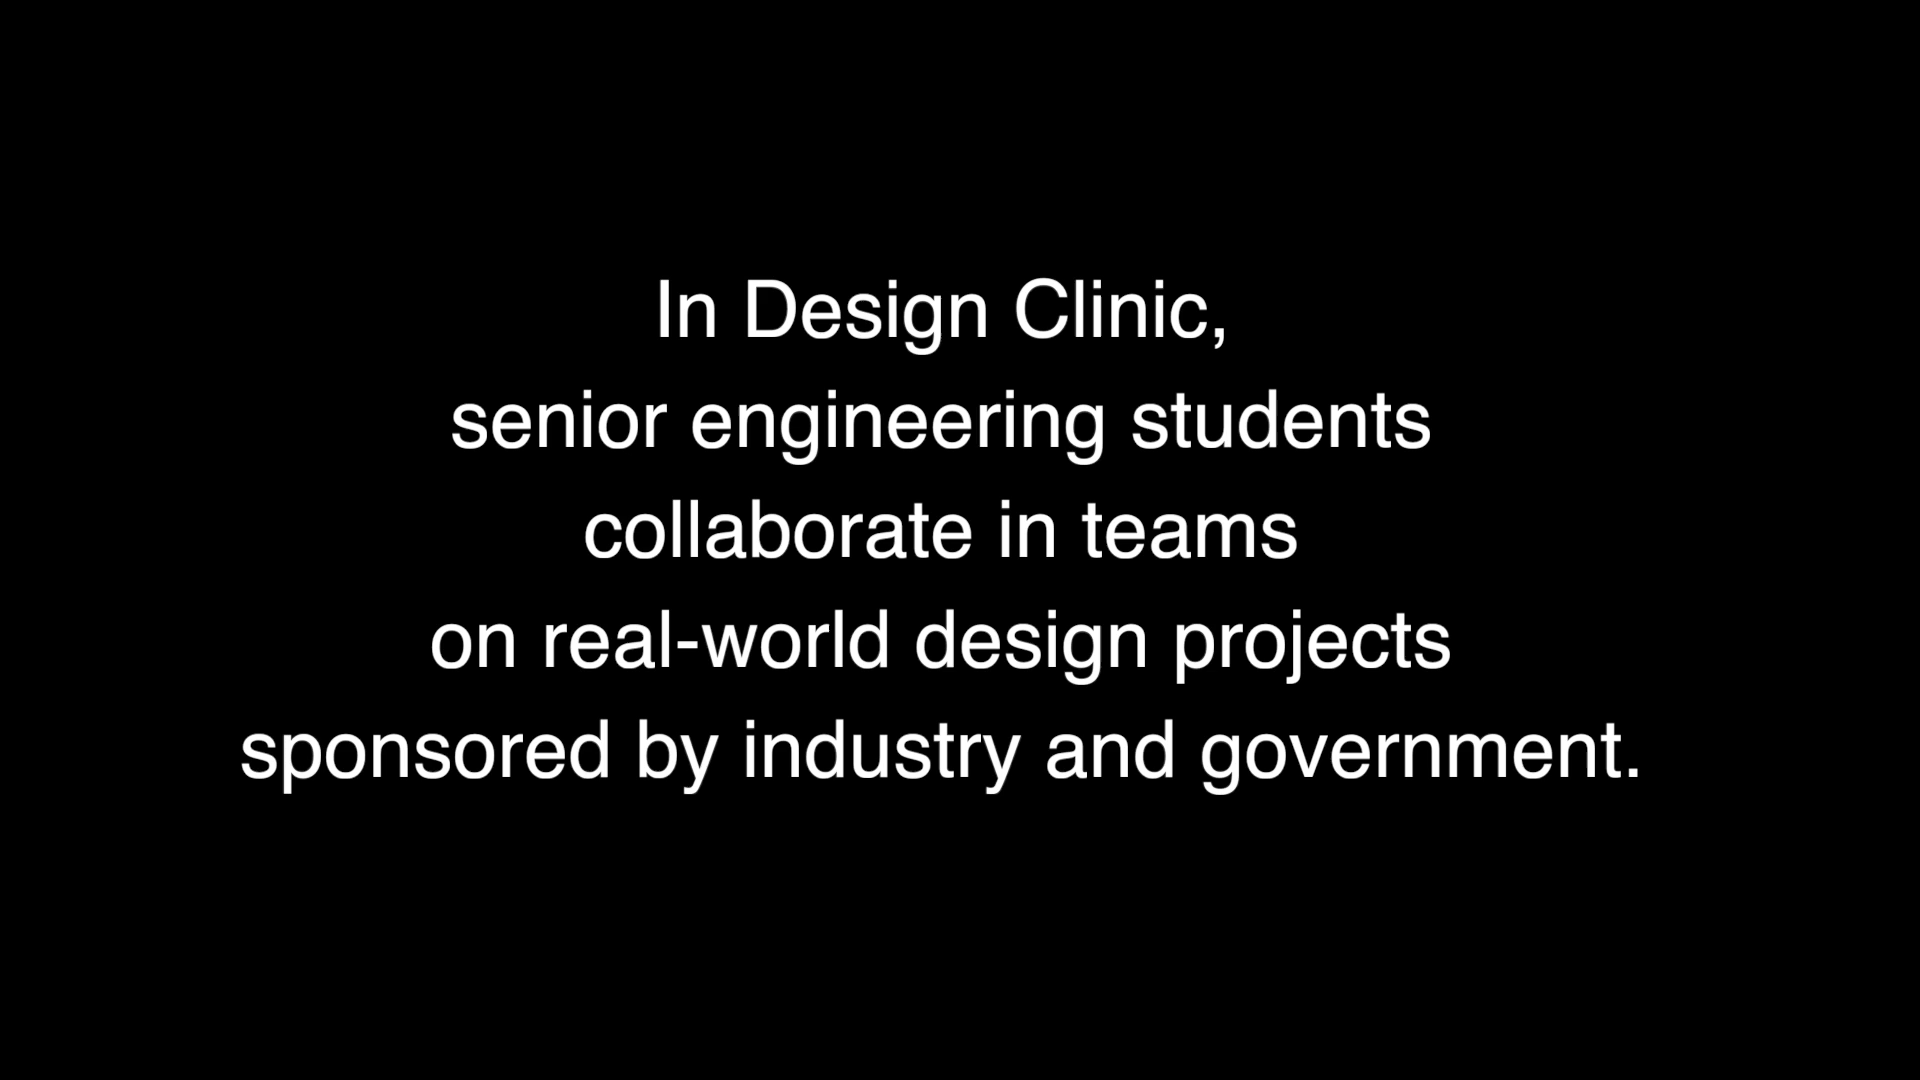 In Design Clinic,
senior engineering students
collaborate in teams
on real-world design projects
sponsored by industry and government.